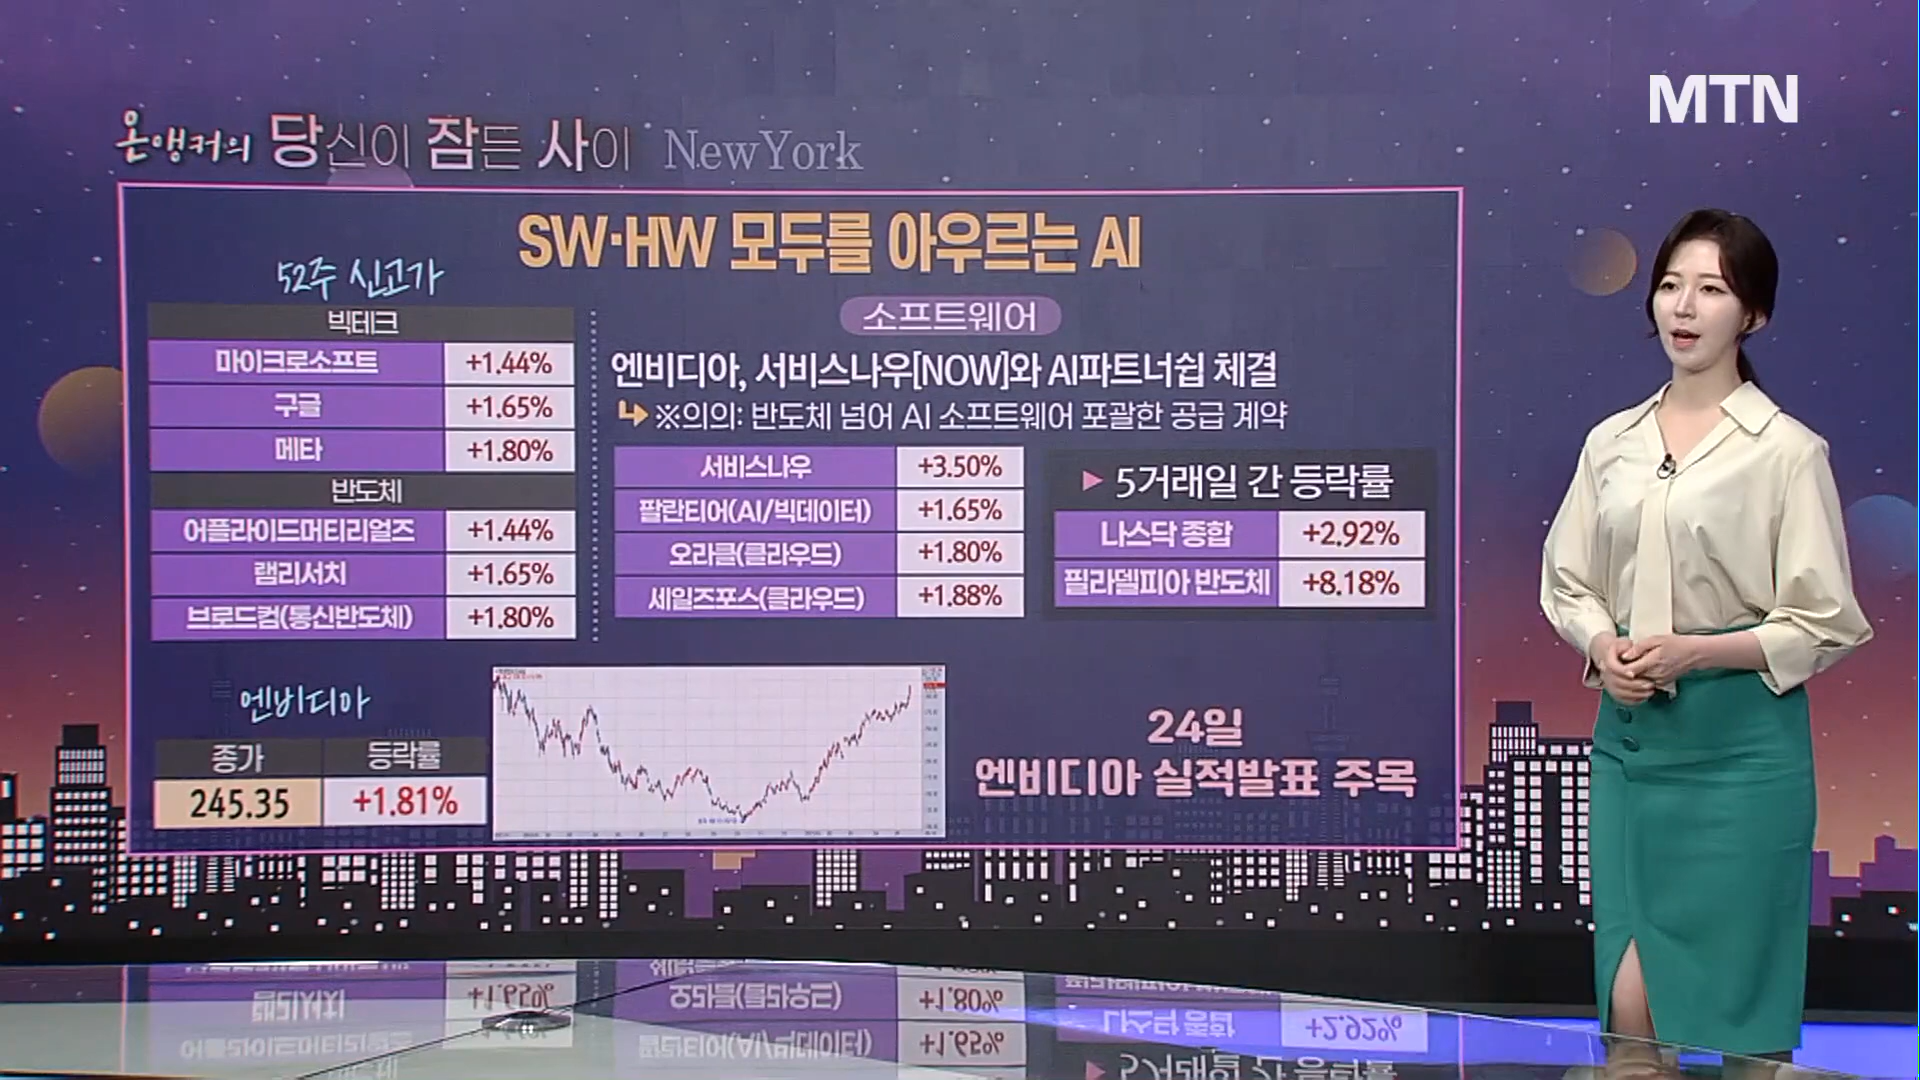 MTN
온앵커의 당신이 잠든 사이 NewYork
SW·HW 모두를 아우르는 AI
52주 신고가
빅테크
마이크로소프트 +1.44%
구글 +1.65%
메타 +1.80%
반도체
어플라이드머티리얼즈 +1.44%
램리서치 +1.65%
브로드컴(통신반도체) +1.80%
소프트웨어
엔비디아, 서비스나우[NOW]와 AI파트너쉽 체결
※의의: 반도체 넘어 AI 소프트웨어 포괄한 공급 계약
서비스나우 +3.50%
팔란티어(AI/빅데이터) +1.65%
오라클(클라우드) +1.80%
세일즈포스(클라우드) +1.88%
▶ 5거래일 간 등락률
나스닥 종합 +2.92%
필라델피아 반도체 +8.18%
엔비디아
종가 등락률
245.35 +1.81%
24일
엔비디아 실적발표 주목